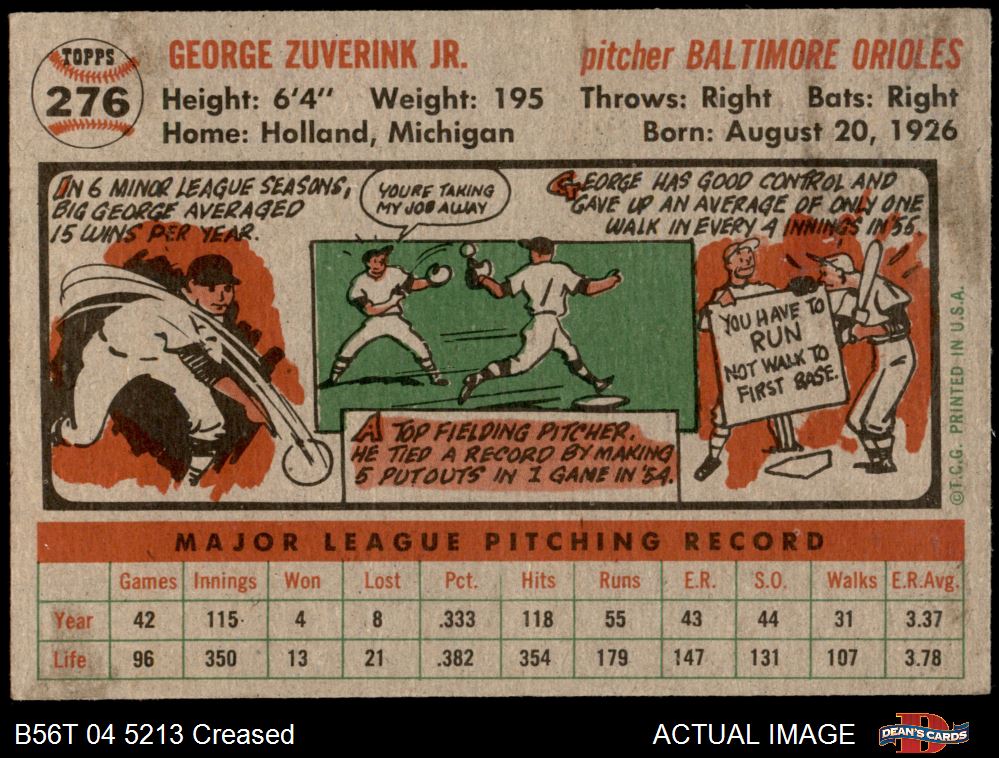 TOPPS
276
GEORGE ZUVERINK JR.
pitcher BALTIMORE ORIOLES
Height: 6'4" Weight: 195 Throws: Right Bats: Right
Home: Holland, Michigan Born: August 20, 1926
IN 6 MINOR LEAGUE SEASONS,
BIG GEORGE AVERAGED
15 WINS PER YEAR.
YOU'RE TAKING
MY JOB AWAY
A TOP FIELDING PITCHER.
HE TIED A RECORD BY MAKING
5 PUTOUTS IN 1 GAME IN '54.
GEORGE HAS GOOD CONTROL AND
GAVE UP AN AVERAGE OF ONLY ONE
WALK IN EVERY 4 INNINGS IN '55.
YOU HAVE TO
RUN
NOT WALK TO
FIRST BASE.
©T.C.G. PRINTED IN U.S.A.
MAJOR LEAGUE PITCHING RECORD
Games Innings Won Lost Pct. Hits Runs E.R. S.O. Walks E.R.Avg.
Year 42 115 4 8 .333 118 55 43 44 31 3.37
Life 96 350 13 21 .382 354 179 147 131 107 3.78
B56T 04 5213 Creased
ACTUAL IMAGE
D
DEAN'S CARDS